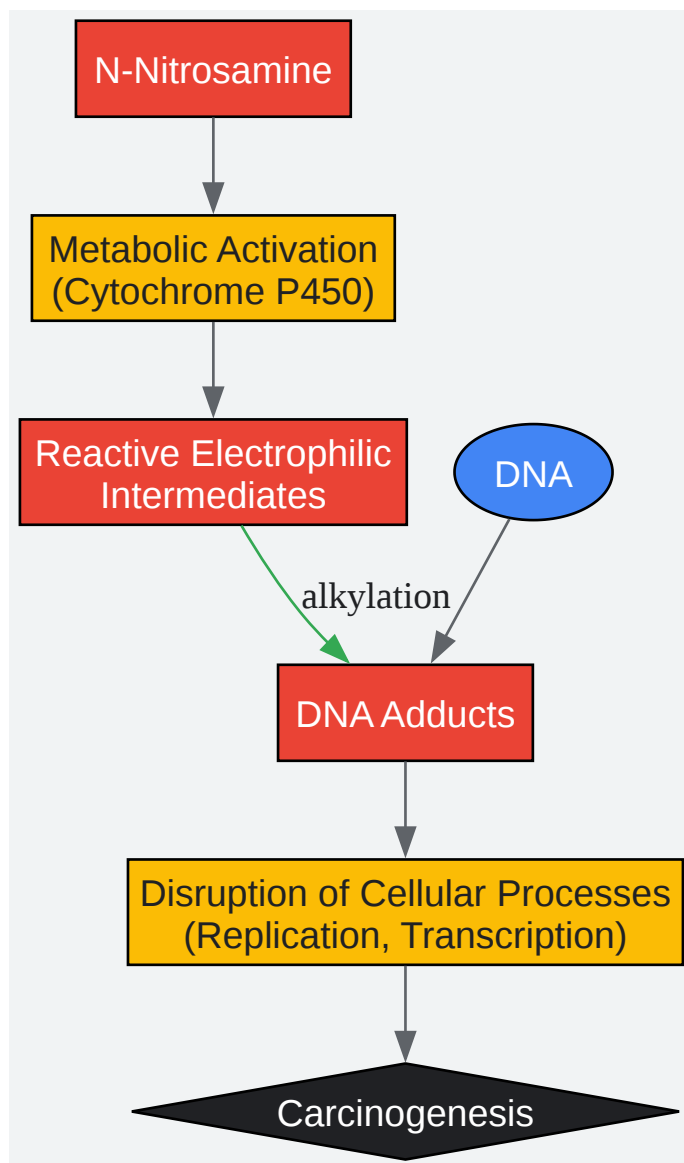 N-Nitrosamine
Metabolic Activation
(Cytochrome P450)
Reactive Electrophilic
Intermediates
DNA
alkylation
DNA Adducts
Disruption of Cellular Processes
(Replication, Transcription)
Carcinogenesis